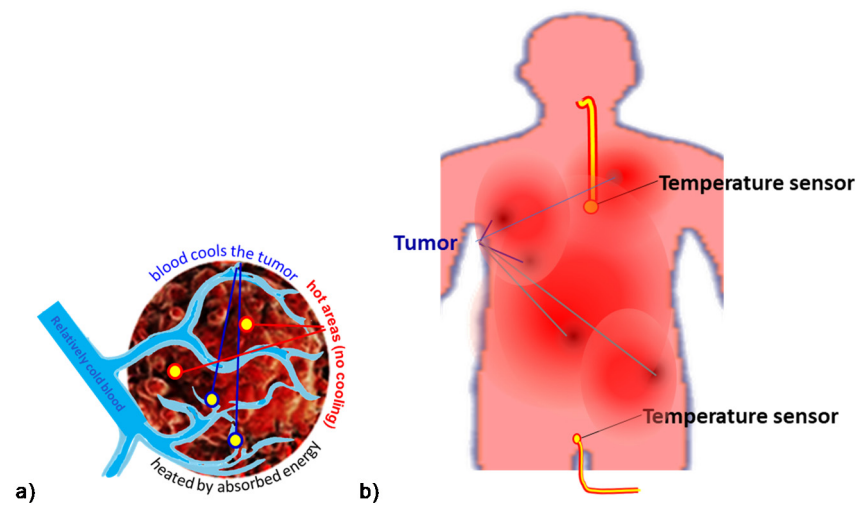 blood cools the tumor
hot areas (no cooling)
Relatively cold blood
heated by absorbed energy
a)
Temperature sensor
Tumor
Temperature sensor
b)